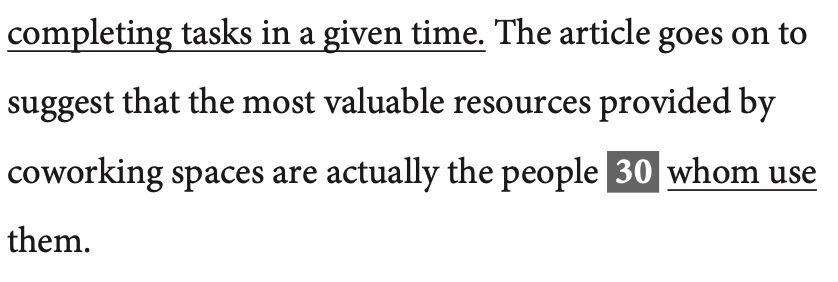 completing tasks in a given time. The article goes on to
suggest that the most valuable resources provided by
coworking spaces are actually the people 30 whom use
them.